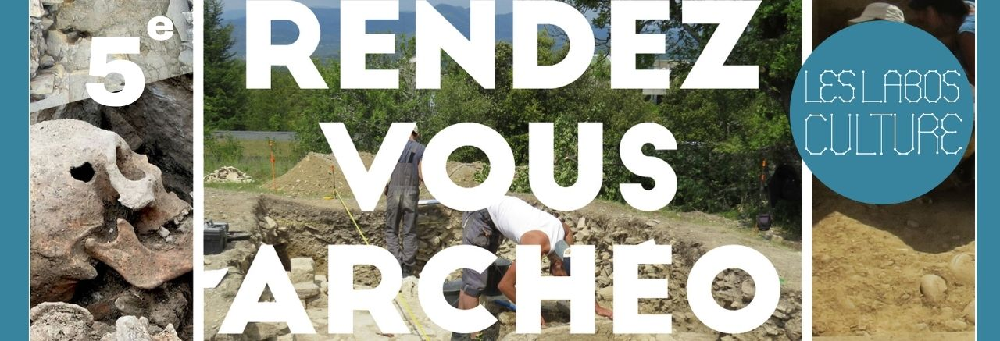 5e
RENDEZ
VOUS
ARCHÉO
LES LABOS
CULTURE